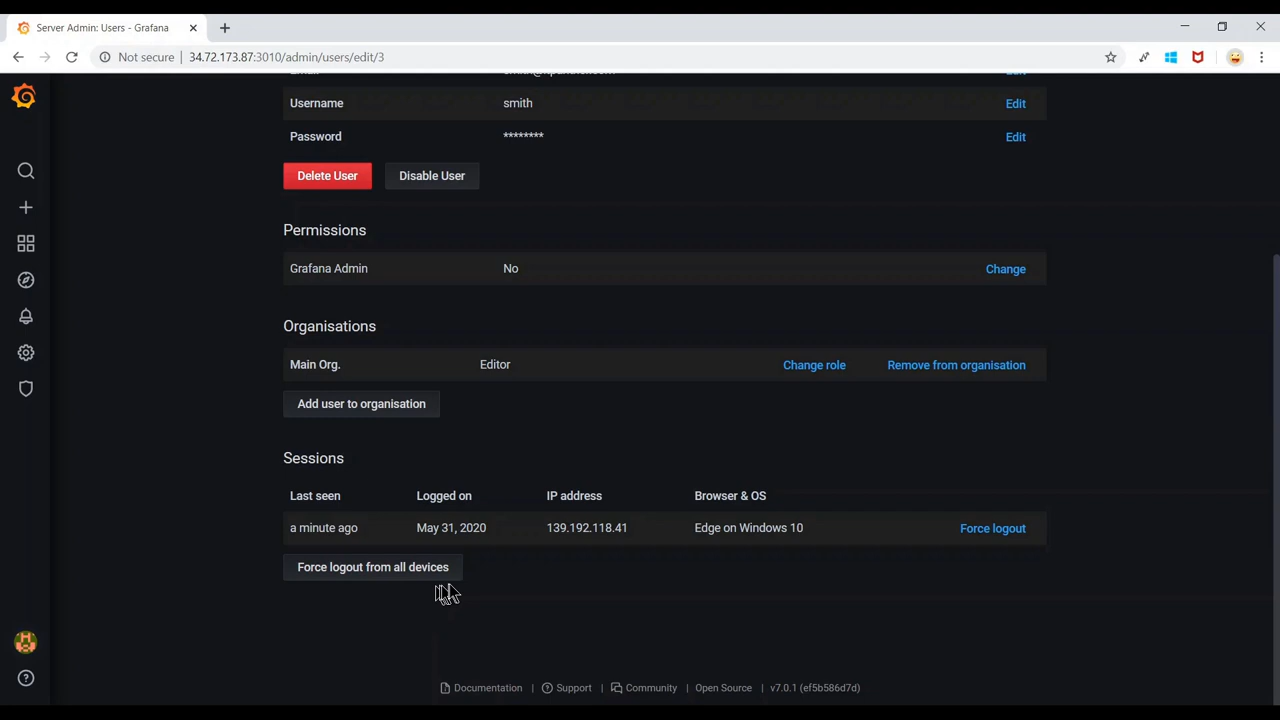 Server Admin: Users - Grafana
Not secure | 34.72.173.87:3010/admin/users/edit/3
Username smith Edit
Password ******** Edit
Delete User Disable User
Permissions
Grafana Admin No Change
Organisations
Main Org. Editor Change role Remove from organisation
Add user to organisation
Sessions
Last seen Logged on IP address Browser & OS
a minute ago May 31, 2020 139.192.118.41 Edge on Windows 10 Force logout
Force logout from all devices
Documentation | Support | Community | Open Source | v7.0.1 (ef5b586d7d)